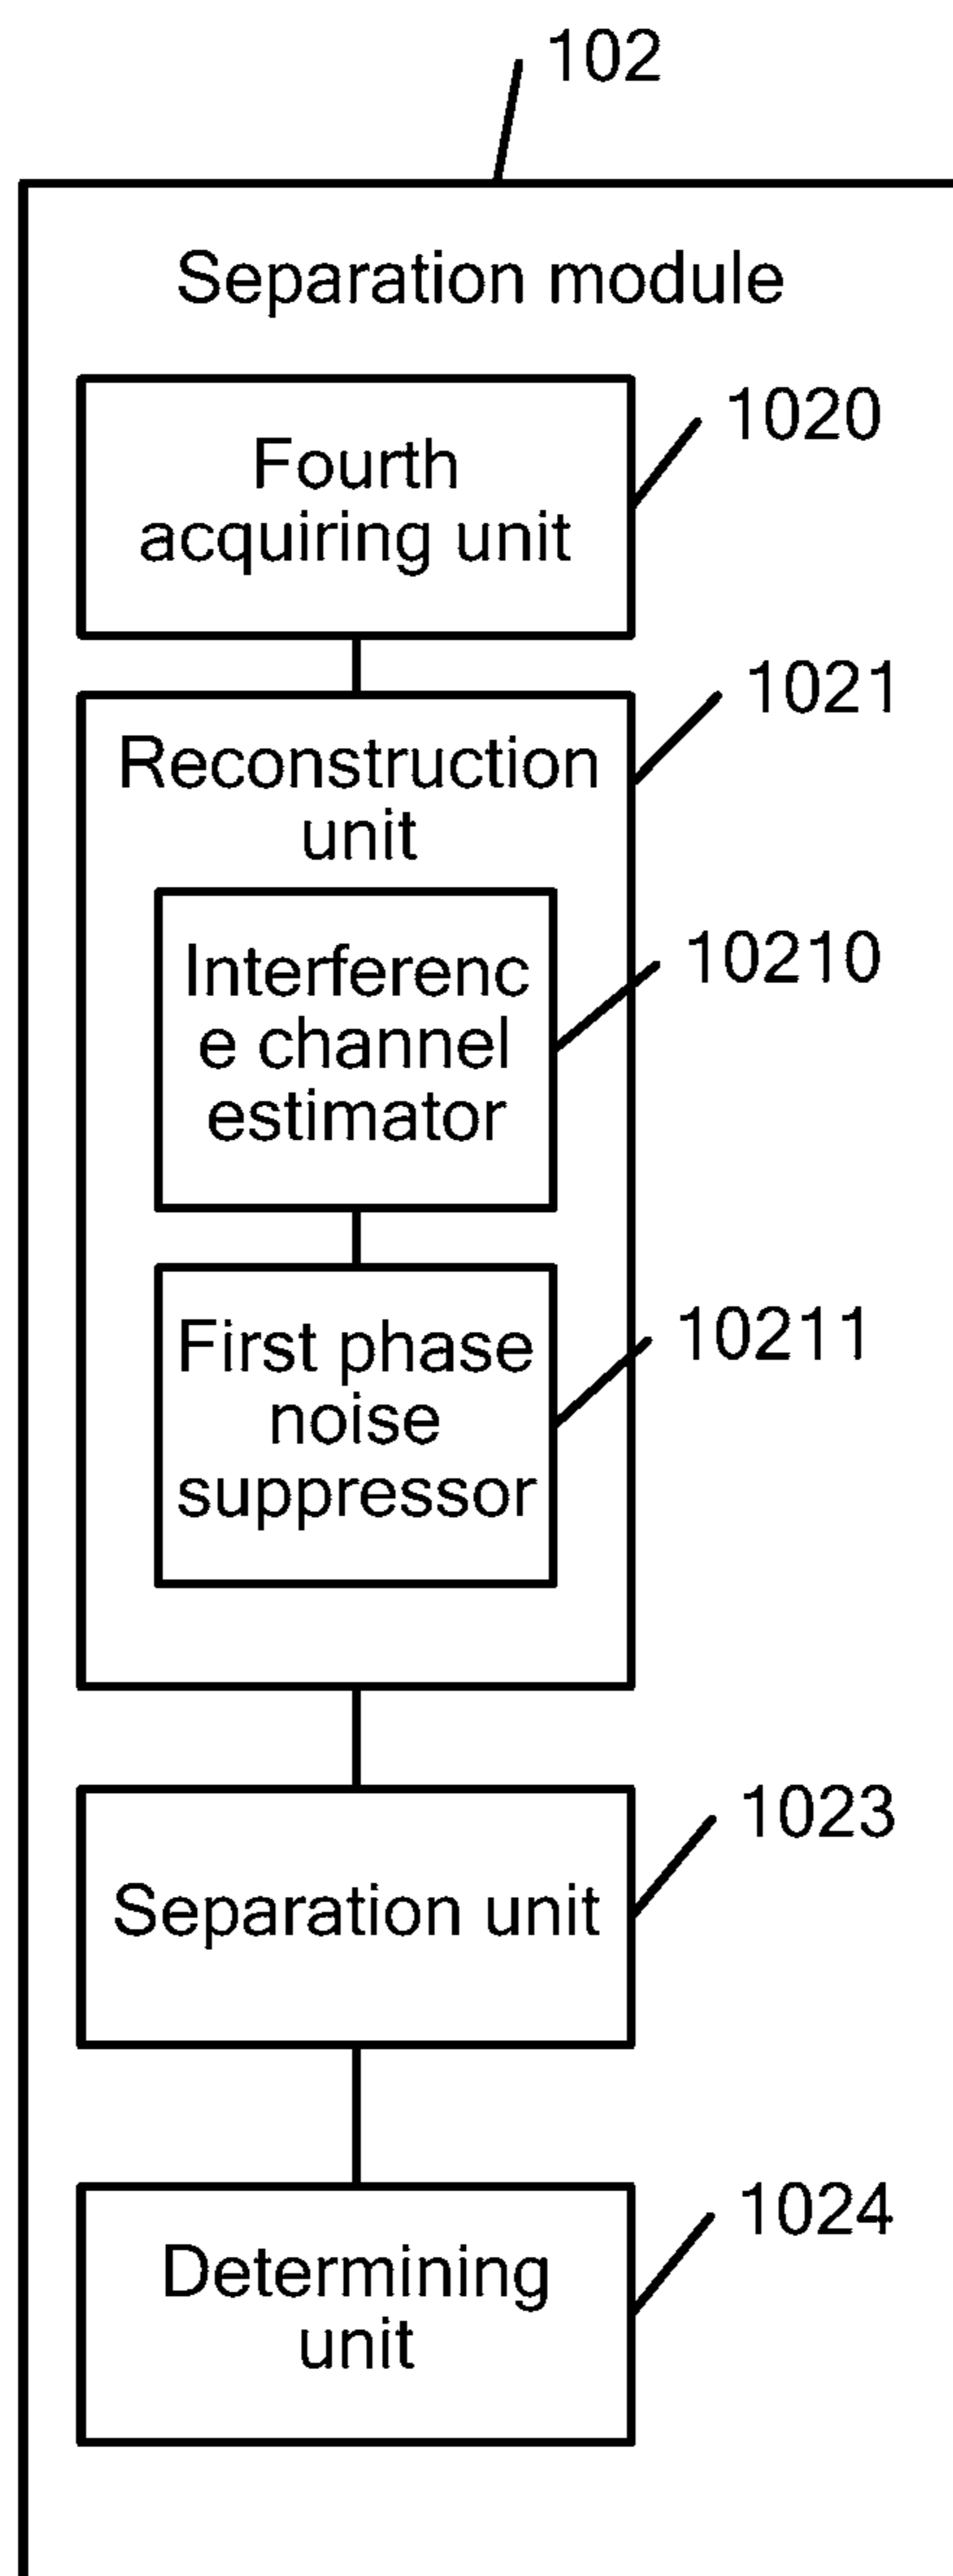 102
Separation module
1020
Fourth
acquiring unit
1021
Reconstruction
unit
10210
Interferenc
e channel
estimator
10211
First phase
noise
suppressor
1023
Separation unit
1024
Determining
unit